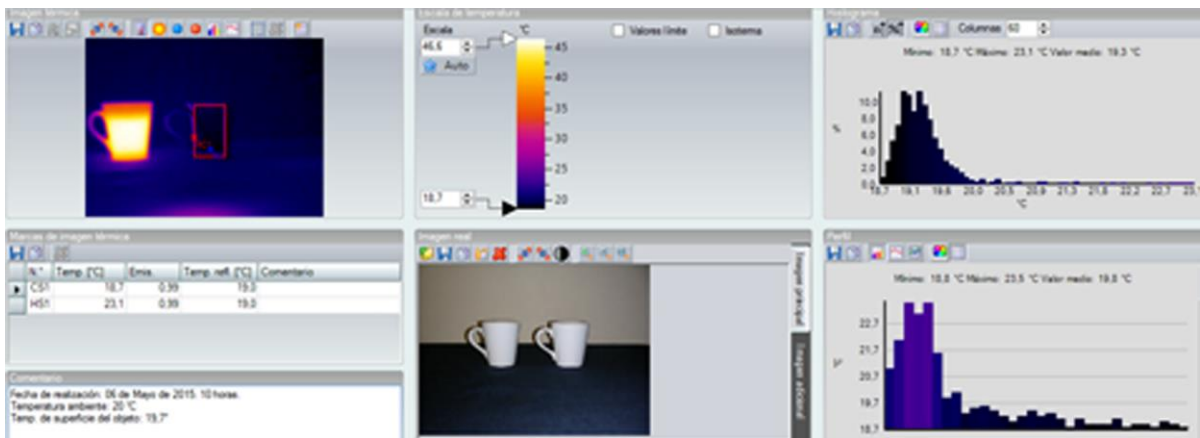 Imagen térmica
Escala de temperatura
Histograma
Escala
°C
46,6
Auto
18,7
45
40
35
30
25
20
Valores límite
Isoterma
Columnas 60
Mínimo: 18,7 °C Máximo: 23,1 °C Valor medio: 19,3 °C
%
10,0
8,0
6,0
4,0
2,0
0,0
18,7 19,1 19,6 20,0 20,5 20,9 21,3 21,8 22,2 22,7 23,1
°C
Marcas de imagen térmica
N.° Temp. [°C] Emis. Temp. refl. [°C] Comentario
CS1 18,7 0.99 19.0
HS1 23,1 0.99 19.0
Comentario
Fecha de realización: 06 de Mayo de 2015. 10 horas.
Temperatura ambiente: 20 °C
Temp. de superficie del objeto: 19.7°
Imagen real
Imagen principal
Imagen adicional
Perfil
Mínimo: 18,8 °C Máximo: 23,5 °C Valor medio: 19,8 °C
°C
22,7
21,7
20,7
19,7
18,7